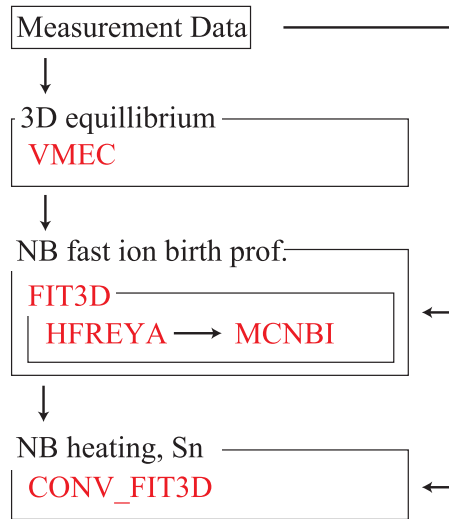 Measurement Data
3D equillibrium
VMEC
NB fast ion birth prof.
FIT3D
HFREYA MCNBI
NB heating, Sn
CONV_FIT3D